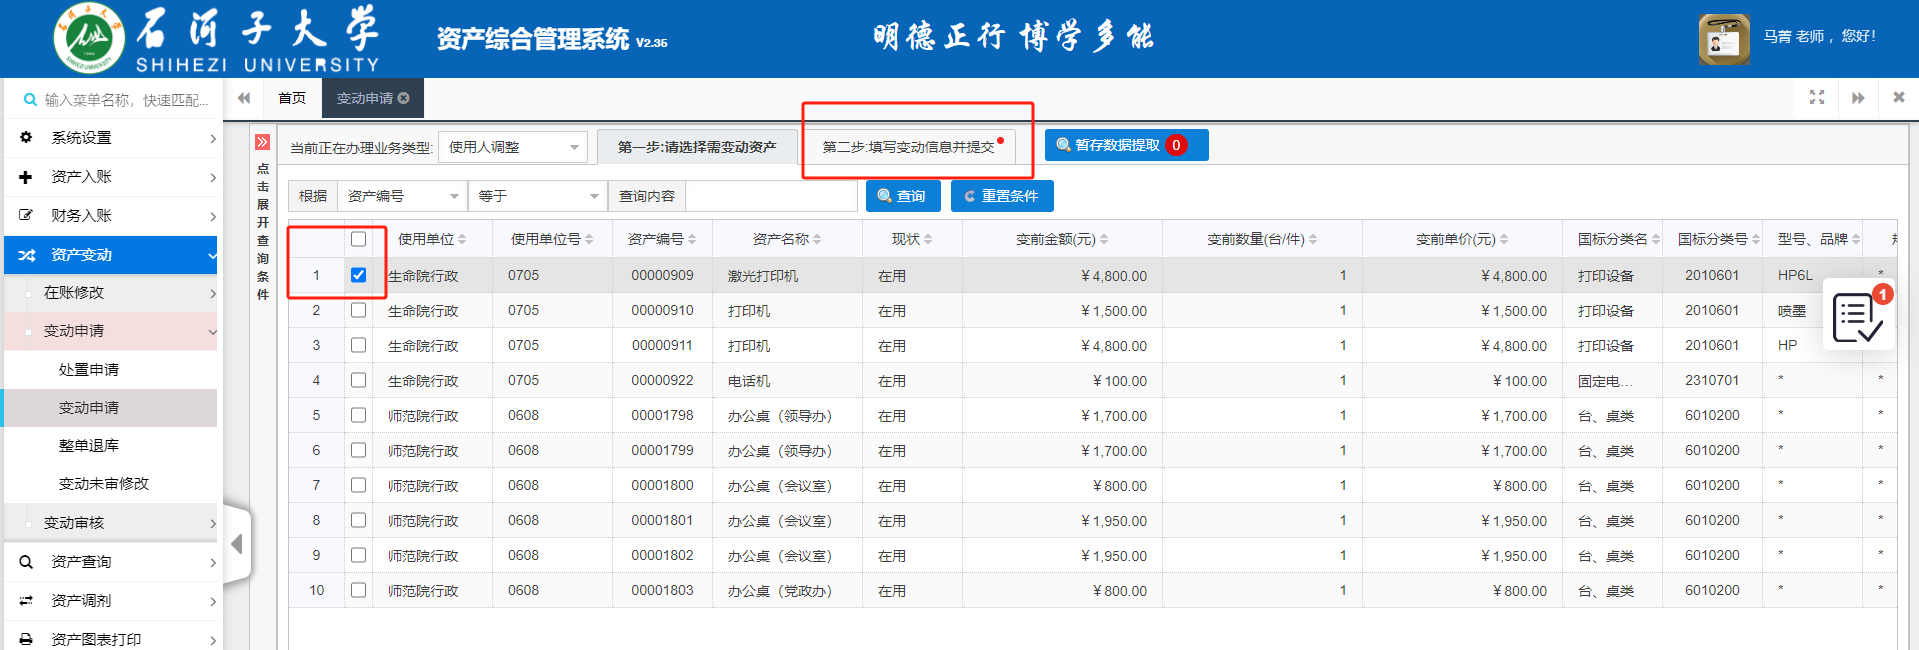 石河子大学
SHIHEZI UNIVERSITY
资产综合管理系统 V2.35
明德正行 博学多能
马菁 老师 ，您好!
输入菜单名称，快速匹配...
首页
变动申请
系统设置
资产入账
财务入账
资产变动
在账修改
变动申请
处置申请
变动申请
整单退库
变动未审修改
变动审核
资产查询
资产调剂
资产图表打印
点击展开查询条件
当前正在办理业务类型: 使用人调整 第一步:请选择需变动资产 第二步:填写变动信息并提交 暂存数据提取 0
根据 资产编号 等于 查询内容 查询 重置条件
使用单位 使用单位号 资产编号 资产名称 现状 变前金额(元) 变前数量(台/件) 变前单价(元) 国标分类名 国标分类号 型号、品牌
1 生命院行政 0705 00000909 激光打印机 在用 ￥4,800.00 1 ￥4,800.00 打印设备 2010601 HP6L *
2 生命院行政 0705 00000910 打印机 在用 ￥1,500.00 1 ￥1,500.00 打印设备 2010601 喷墨
3 生命院行政 0705 00000911 打印机 在用 ￥4,800.00 1 ￥4,800.00 打印设备 2010601 HP
4 生命院行政 0705 00000922 电话机 在用 ￥100.00 1 ￥100.00 固定电... 2310701 * *
5 师范院行政 0608 00001798 办公桌（领导办） 在用 ￥1,700.00 1 ￥1,700.00 台、桌类 6010200 * *
6 师范院行政 0608 00001799 办公桌（领导办） 在用 ￥1,700.00 1 ￥1,700.00 台、桌类 6010200 * *
7 师范院行政 0608 00001800 办公桌（会议室） 在用 ￥800.00 1 ￥800.00 台、桌类 6010200 * *
8 师范院行政 0608 00001801 办公桌（会议室） 在用 ￥1,950.00 1 ￥1,950.00 台、桌类 6010200 * *
9 师范院行政 0608 00001802 办公桌（会议室） 在用 ￥1,950.00 1 ￥1,950.00 台、桌类 6010200 * *
10 师范院行政 0608 00001803 办公桌（党政办） 在用 ￥800.00 1 ￥800.00 台、桌类 6010200 * *
1